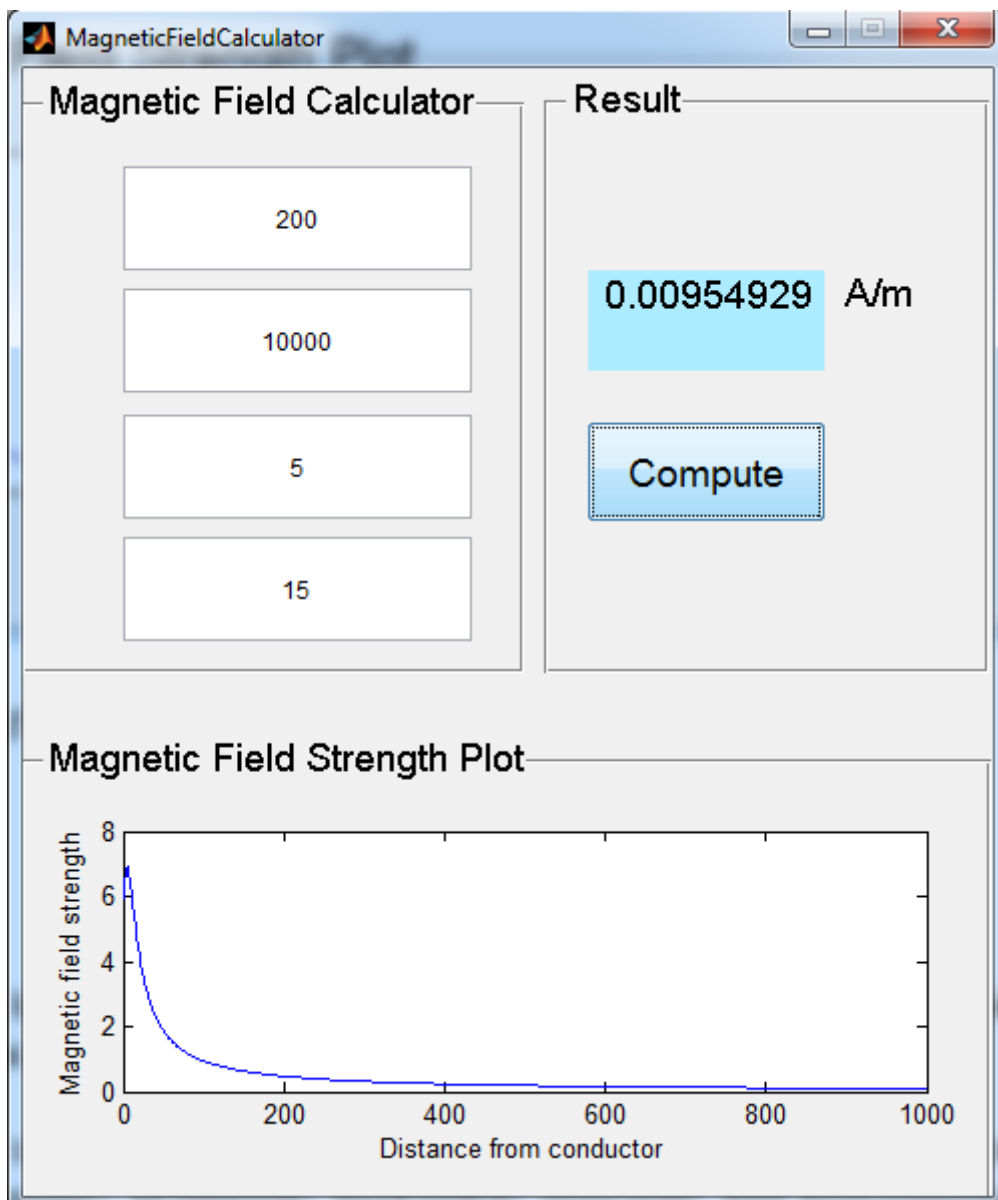 MagneticFieldCalculator
Magnetic Field Calculator
200
10000
5
15
Result
0.00954929 A/m
Compute
Magnetic Field Strength Plot
Magnetic field strength
8
6
4
2
0
0 200 400 600 800 1000
Distance from conductor